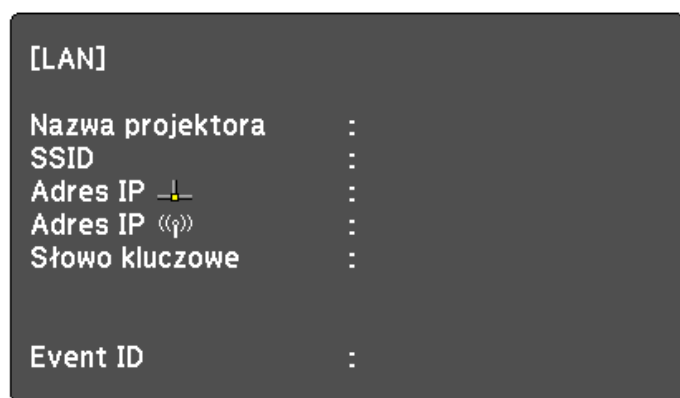 [LAN]
Nazwa projektora :
SSID :
Adres IP :
Adres IP :
Słowo kluczowe :
Event ID :